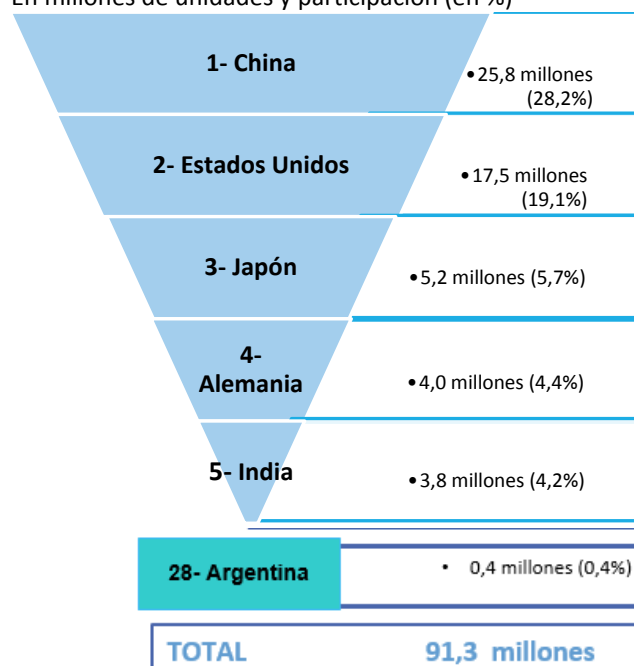 En millones de unidades y participación (en %)
1- China
•25,8 millones
(28,2%)
2- Estados Unidos
•17,5 millones
(19,1%)
3- Japón
•5,2 millones (5,7%)
4-
Alemania
•4,0 millones (4,4%)
5- India
•3,8 millones (4,2%)
28- Argentina
• 0,4 millones (0,4%)
TOTAL 91,3 millones